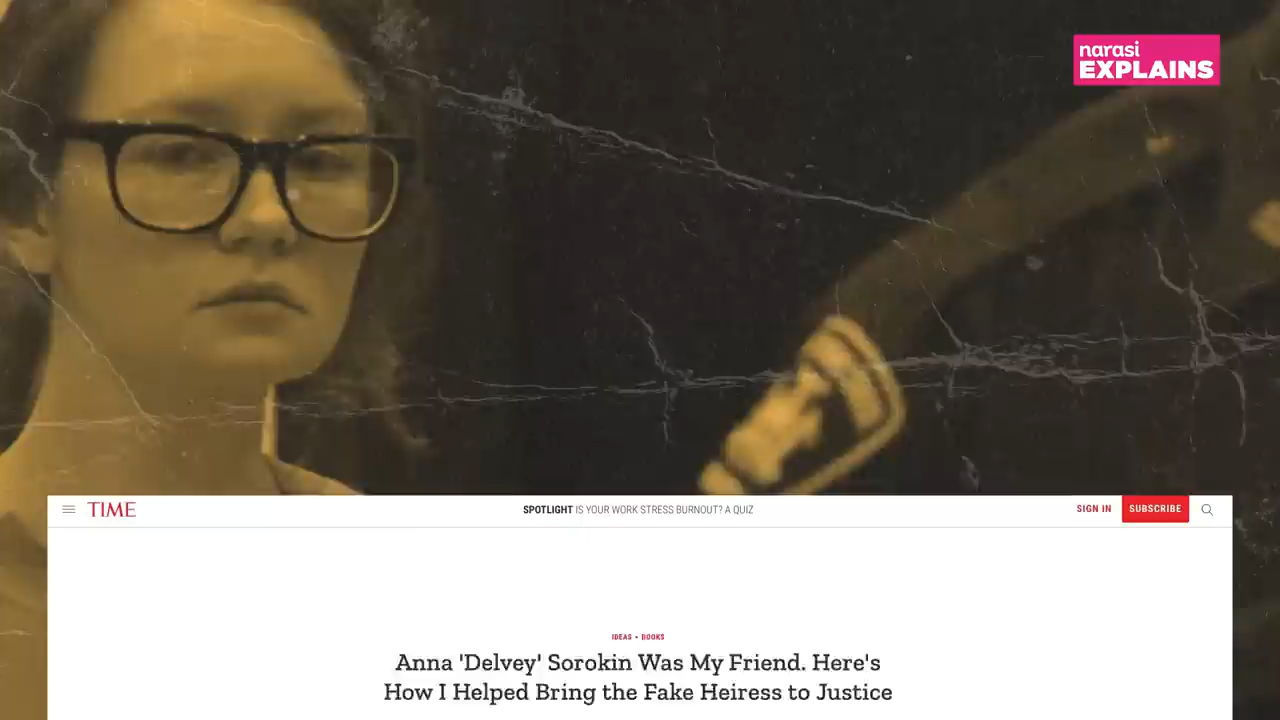 narasi
EXPLAINS
TIME
SPOTLIGHT IS YOUR WORK STRESS BURNOUT? A QUIZ
SIGN IN
SUBSCRIBE
IDEAS • BOOKS
Anna 'Delvey' Sorokin Was My Friend. Here's
How I Helped Bring the Fake Heiress to Justice